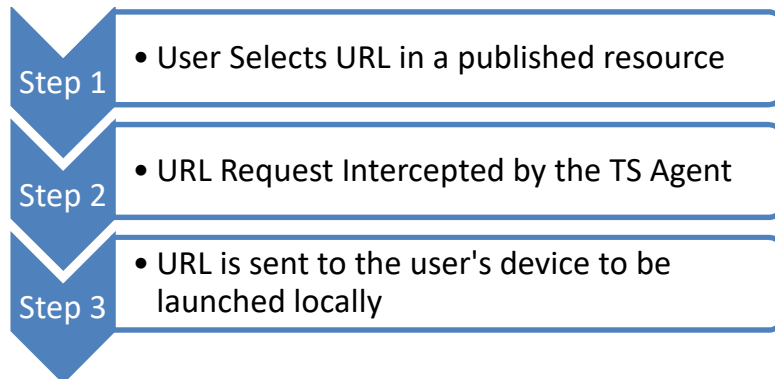 Step 1
• User Selects URL in a published resource
Step 2
• URL Request Intercepted by the TS Agent
Step 3
• URL is sent to the user's device to be
launched locally